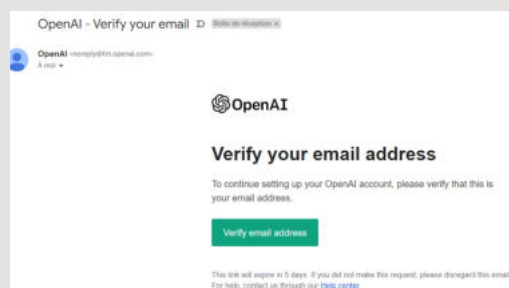 OpenAI - Verify your email
Boîte de réception x
OpenAI <noreply@tm.openai.com>
À moi
OpenAI
Verify your email address
To continue setting up your OpenAI account, please verify that this is
your email address.
Verify email address
This link will expire in 5 days. If you did not make this request, please disregard this email.
For help, contact us through our Help center